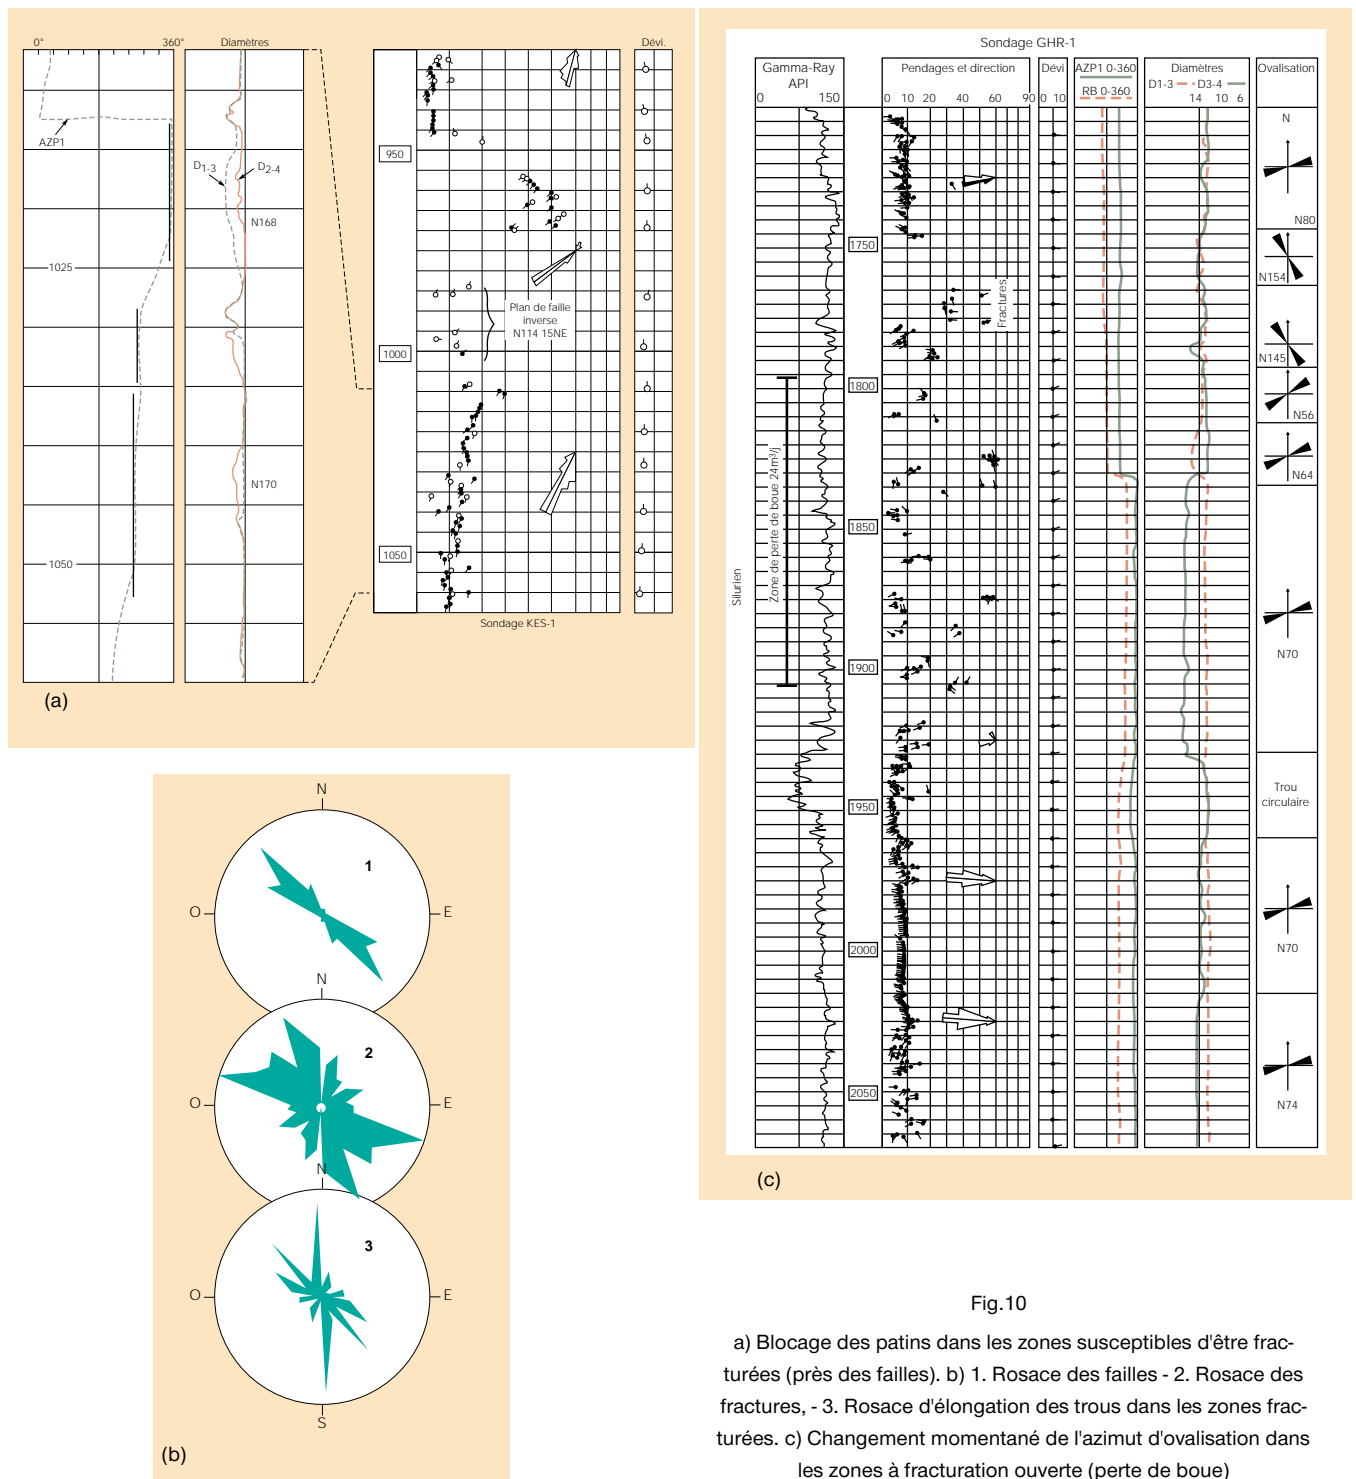 0° 360° Diamètres Dévi.
AZP1
D1-3 D2-4
N168
1025
N170
1050
950
1000
1050
Plan de faille
inverse
N114 15NE
Sondage KES-1
(a)
N
1
O E
N
2
O E
N
3
O E
S
(b)
Sondage GHR-1
Gamma-Ray
API
0 150
Pendages et direction
0 10 20 40 60 90
Dévi
0 10
AZP1 0-360
RB 0-360
Diamètres
D1-3 D3-4
14 10 6
Ovalisation
N
N80
N154
N145
N56
N64
N70
Trou
circulaire
N70
N74
1750
1800
1850
1900
1950
2000
2050
Fractures
Silurien
Zone de perte de boue 24m³/j
(c)
Fig.10
a) Blocage des patins dans les zones susceptibles d'être frac-
turées (près des failles). b) 1. Rosace des failles - 2. Rosace des
fractures, - 3. Rosace d'élongation des trous dans les zones frac-
turées. c) Changement momentané de l'azimut d'ovalisation dans
les zones à fracturation ouverte (perte de boue)